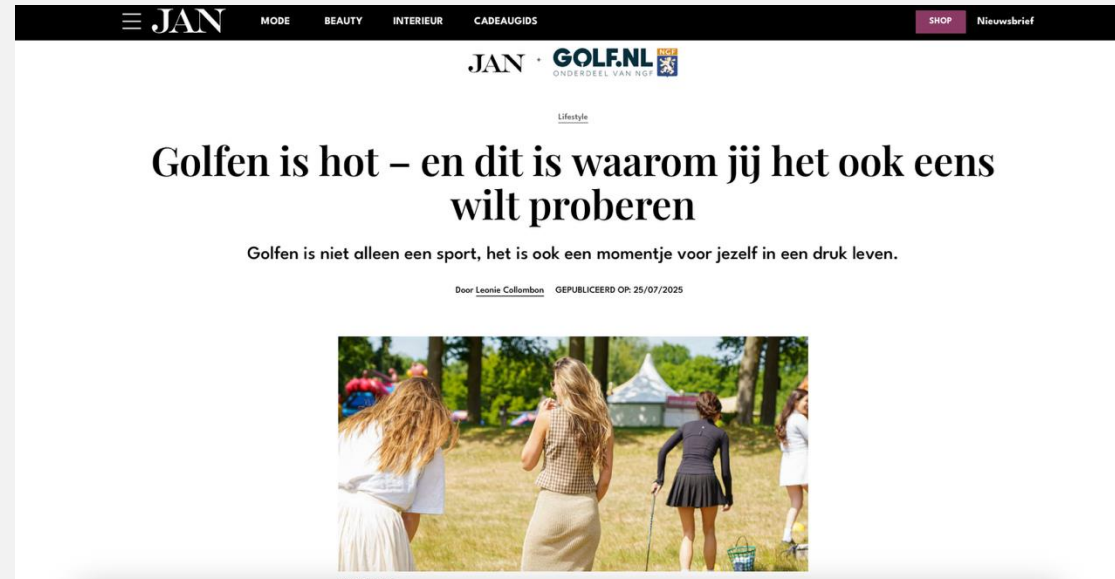 JAN MODE BEAUTY INTERIEUR CADEAUGIDS SHOP Nieuwsbrief
JAN • GOLF.NL NGF
ONDERDEEL VAN NGF
Lifestyle
Golfen is hot – en dit is waarom jij het ook eens
wilt proberen
Golfen is niet alleen een sport, het is ook een momentje voor jezelf in een druk leven.
Door Leonie Collombon GEPUBLICEERD OP: 25/07/2025